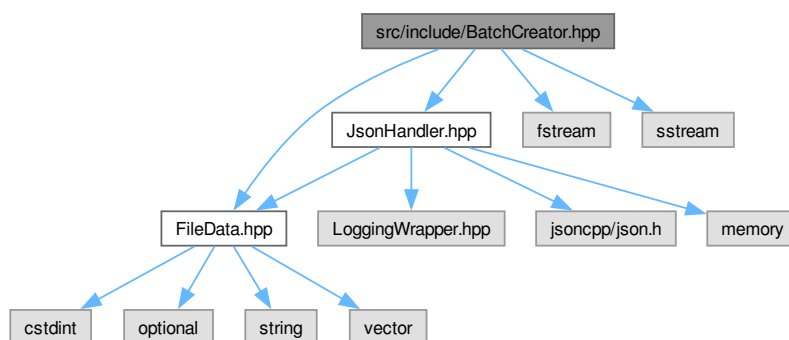 src/include/BatchCreator.hpp
JsonHandler.hpp
fstream
sstream
FileData.hpp
LoggingWrapper.hpp
jsoncpp/json.h
memory
cstdint
optional
string
vector